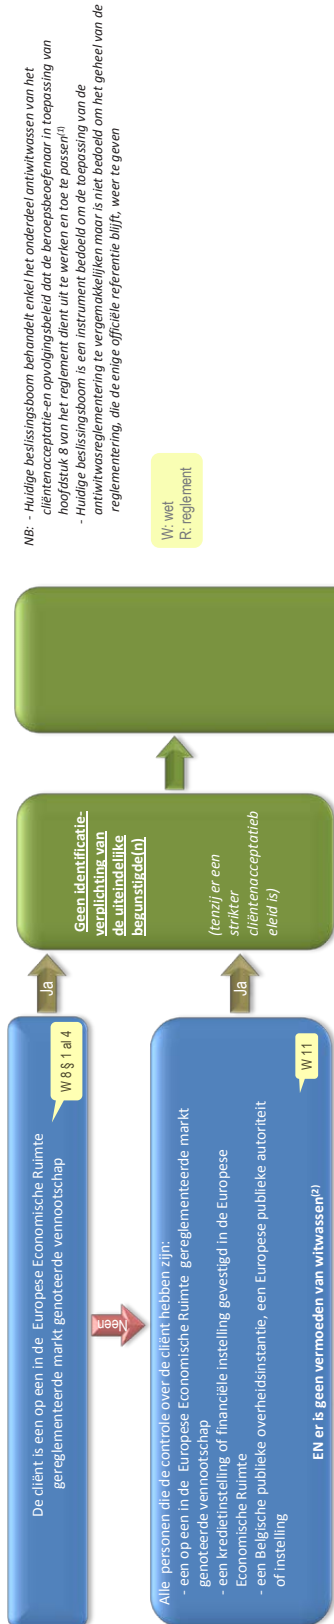 De cliënt is een op een in de Europese Economische Ruimte
gereglementeerde markt genoteerde vennootschap
W 8 § 1 al 4
Ja
Neen
Alle personen die de controle over de cliënt hebben zijn:
- een op een in de Europese Economische Ruimte gereglementeerde markt
genoteerde vennootschap
- een kredietinstelling of financiële instelling gevestigd in de Europese
Economische Ruimte
- een Belgische publieke overheidsinstantie, een Europese publieke autoriteit
of instelling
EN er is geen vermoeden van witwassen(2)
W 11
Ja
Geen identificatie-
verplichting van
de uiteindelijke
begunstigde(n)
(tenzij er een
strikter
cliëntenacceptatieb
eleid is)
NB: - Huidige beslissingsboom behandelt enkel het onderdeel antiwitwassen van het
cliëntenacceptatie-en opvolgingsbeleid dat de beroepsbeoefenaar in toepassing van
hoofdstuk 8 van het reglement dient uit te werken en toe te passen(1)
- Huidige beslissingsboom is een instrument bedoeld om de toepassing van de
antiwitwasreglementering te vergemakkelijken maar is niet bedoeld om het geheel van de
reglementering, die de enige officiële referentie blijft, weer te geven
W: wet
R: reglement